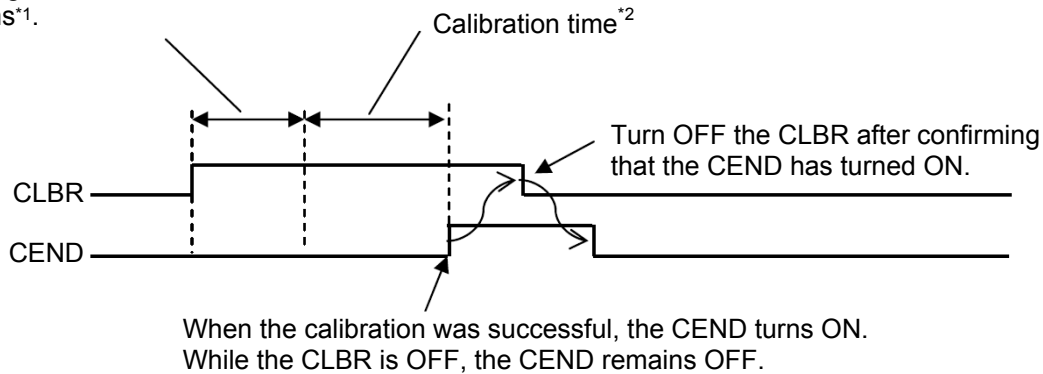 ns*1.
Calibration time*2
Turn OFF the CLBR after confirming
that the CEND has turned ON.
CLBR
CEND
When the calibration was successful, the CEND turns ON.
While the CLBR is OFF, the CEND remains OFF.